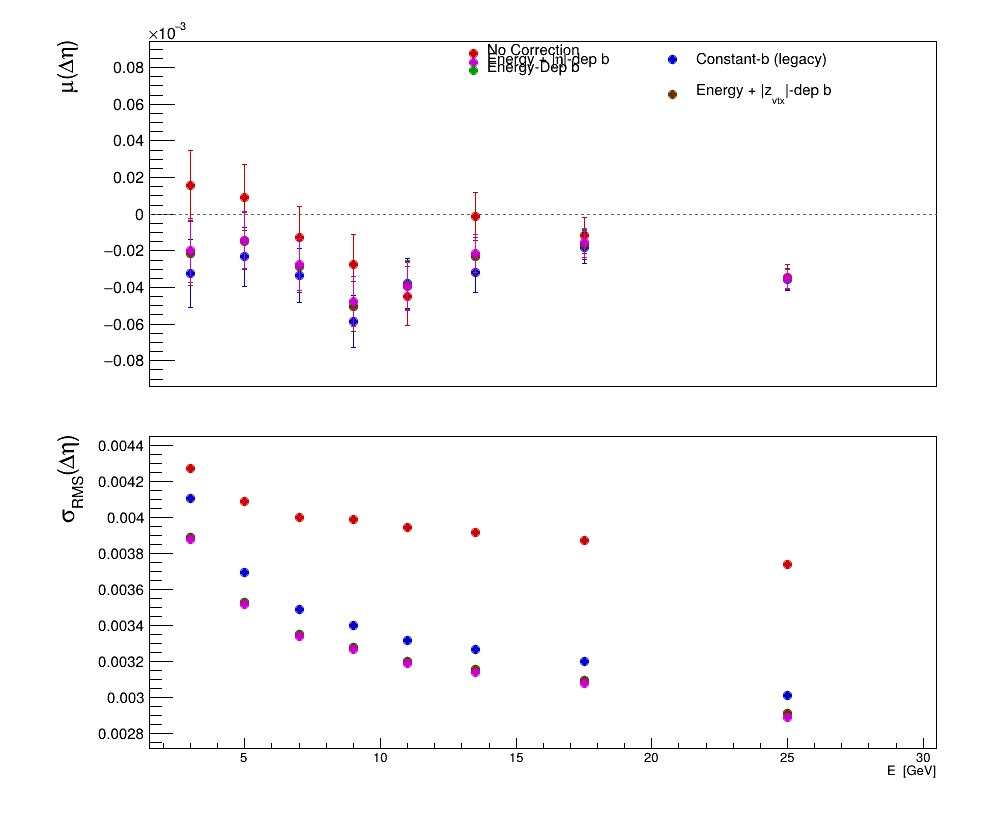 ×10⁻³
μ(Δη)
No Correction
Energy + |η|-dep b
Energy-Dep b
Constant-b (legacy)
Energy + |z_vtx|-dep b
0.08
0.06
0.04
0.02
0
−0.02
−0.04
−0.06
−0.08
σ_RMS(Δη)
0.0044
0.0042
0.004
0.0038
0.0036
0.0034
0.0032
0.003
0.0028
5 10 15 20 25 30
E [GeV]